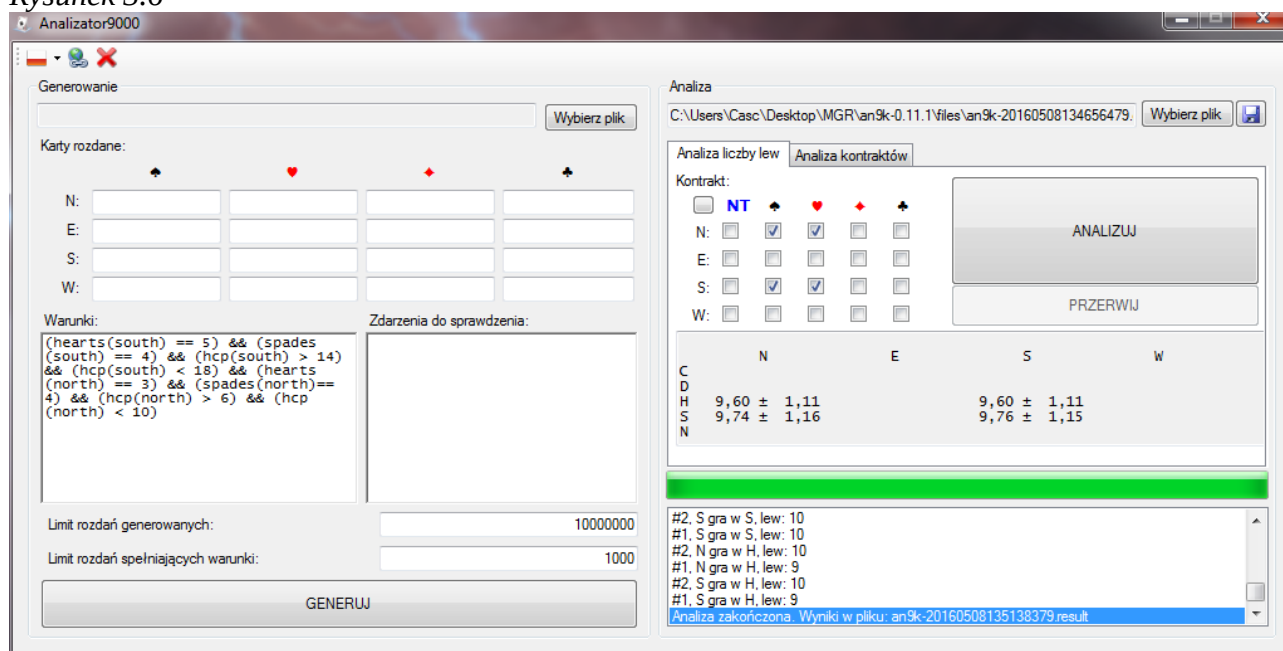 Rysunek 5.6
Analizator9000
Generowanie
Wybierz plik
Karty rozdane:
♠ ♥ ♦ ♣
N:
E:
S:
W:
Warunki:
Zdarzenia do sprawdzenia:
(hearts(south) == 5) && (spades
(south) == 4) && (hcp(south) > 14)
&& (hcp(south) < 18) && (hearts
(north) == 3) && (spades(north)==
4) && (hcp(north) > 6) && (hcp
(north) < 10)
Limit rozdań generowanych:
10000000
Limit rozdań spełniających warunki:
1000
GENERUJ
Analiza
C:\Users\Casc\Desktop\MGR\an9k-0.11.1\files\an9k-20160508134656479.
Wybierz plik
Analiza liczby lew
Analiza kontraktów
Kontrakt:
NT ♠ ♥ ♦ ♣
N:
E:
S:
W:
ANALIZUJ
PRZERWIJ
N E S W
C
D
H 9,60 ± 1,11 9,60 ± 1,11
S 9,74 ± 1,16 9,76 ± 1,15
N
#2, S gra w S, lew: 10
#1, S gra w S, lew: 10
#2, N gra w H, lew: 10
#1, N gra w H, lew: 9
#2, S gra w H, lew: 10
#1, S gra w H, lew: 9
Analiza zakończona. Wyniki w pliku: an9k-20160508135138379.result